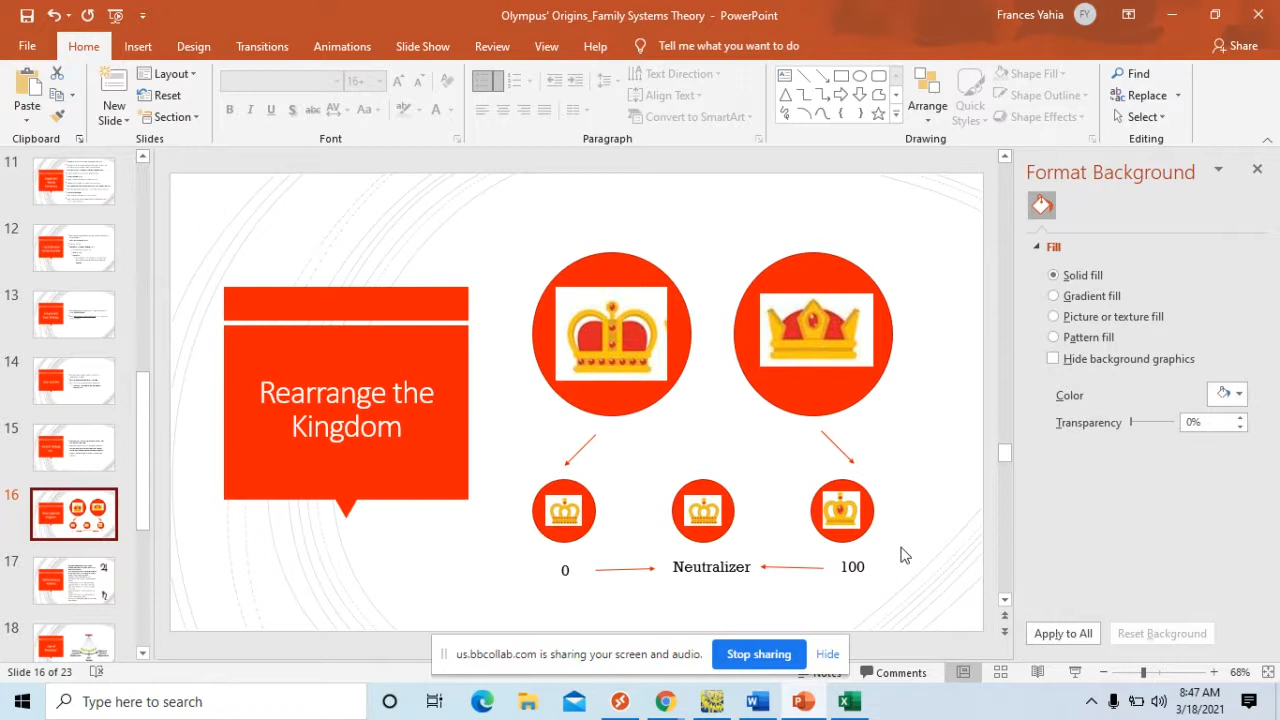 Olympus' Origins_Family Systems Theory - PowerPoint
Frances Yahia
FY
File
Home
Insert
Design
Transitions
Animations
Slide Show
Review
View
Help
Tell me what you want to do
Share
Paste
New
Slide
Layout
Reset
Section
16
B I U S abc AV Aa A
Text Direction
Align Text
Convert to SmartArt
Arrange
Quick
Styles
Shape Fill
Shape Outline
Shape Effects
Find
Replace
Select
Clipboard
Slides
Font
Paragraph
Drawing
Editing
11
12
13
14
15
16
17
18
Rearrange the
Kingdom
0
Neutralizer
100
Format Background
Fill
Solid fill
Gradient fill
Picture or texture fill
Pattern fill
Hide background graphics
Color
Transparency
0%
Apply to All
Reset Background
us.bbcollab.com is sharing your screen and audio.
Stop sharing
Hide
Slide 16 of 23
Notes
Comments
68%
Type here to search
8:47 AM
3/18/2021